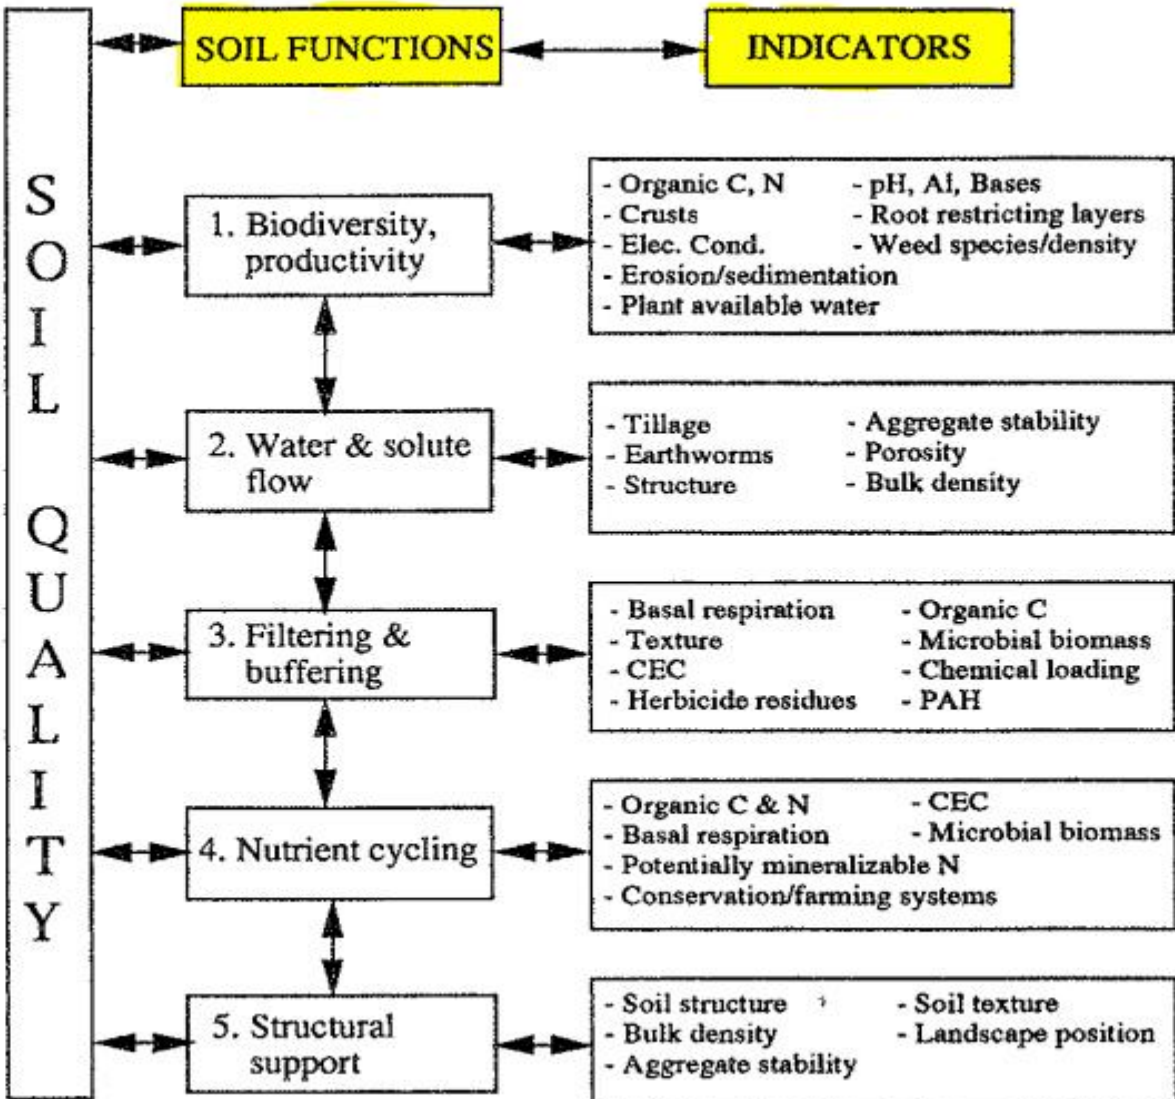 SOIL QUALITY
SOIL FUNCTIONS
INDICATORS
1. Biodiversity,
productivity
- Organic C, N
- Crusts
- Elec. Cond.
- Erosion/sedimentation
- Plant available water
- pH, Al, Bases
- Root restricting layers
- Weed species/density
2. Water & solute
flow
- Tillage
- Earthworms
- Structure
- Aggregate stability
- Porosity
- Bulk density
3. Filtering &
buffering
- Basal respiration
- Texture
- CEC
- Herbicide residues
- Organic C
- Microbial biomass
- Chemical loading
- PAH
4. Nutrient cycling
- Organic C & N
- Basal respiration
- Potentially mineralizable N
- Conservation/farming systems
- CEC
- Microbial biomass
5. Structural
support
- Soil structure
- Bulk density
- Aggregate stability
- Soil texture
- Landscape position